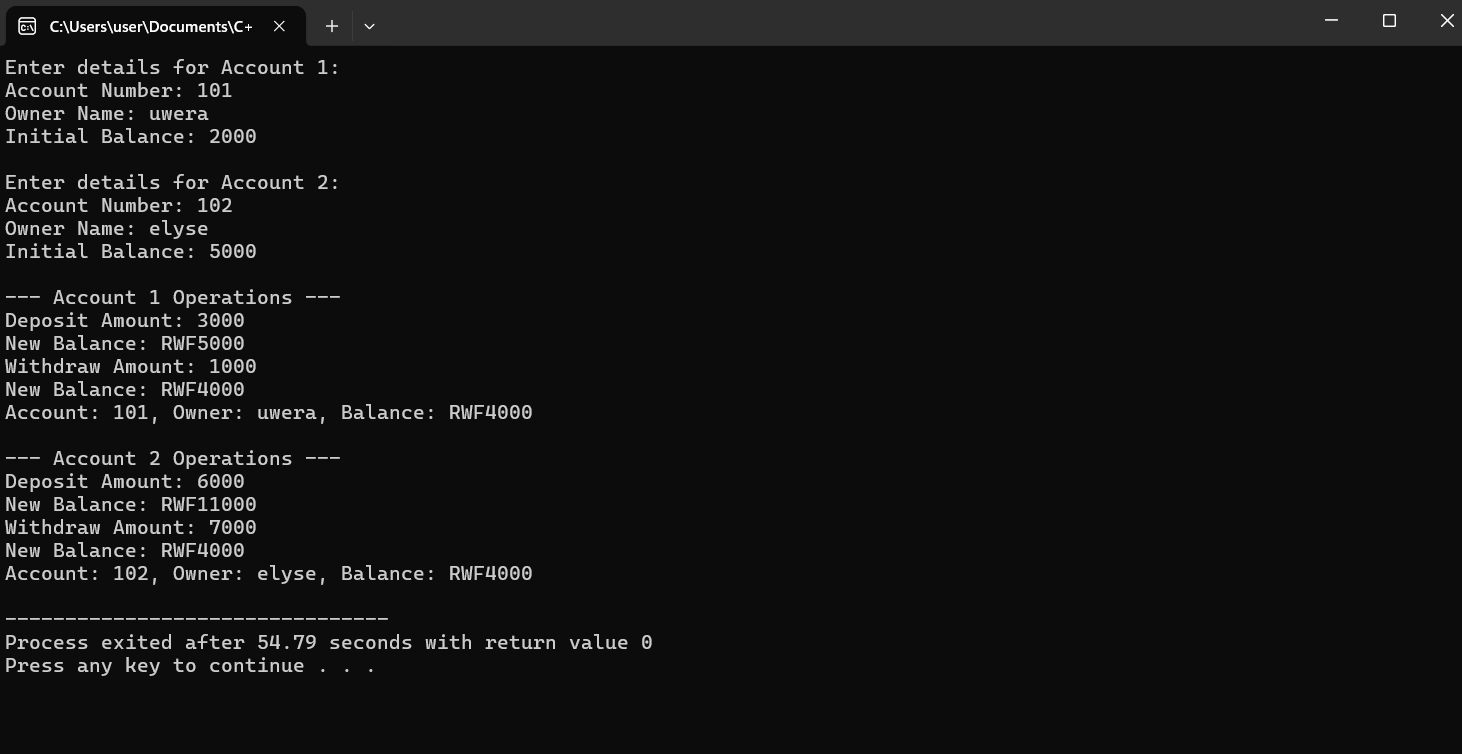 C:\Users\user\Documents\C+
Enter details for Account 1:
Account Number: 101
Owner Name: uwera
Initial Balance: 2000
Enter details for Account 2:
Account Number: 102
Owner Name: elyse
Initial Balance: 5000
--- Account 1 Operations ---
Deposit Amount: 3000
New Balance: RWF5000
Withdraw Amount: 1000
New Balance: RWF4000
Account: 101, Owner: uwera, Balance: RWF4000
--- Account 2 Operations ---
Deposit Amount: 6000
New Balance: RWF11000
Withdraw Amount: 7000
New Balance: RWF4000
Account: 102, Owner: elyse, Balance: RWF4000
--------------------------------
Process exited after 54.79 seconds with return value 0
Press any key to continue . . .